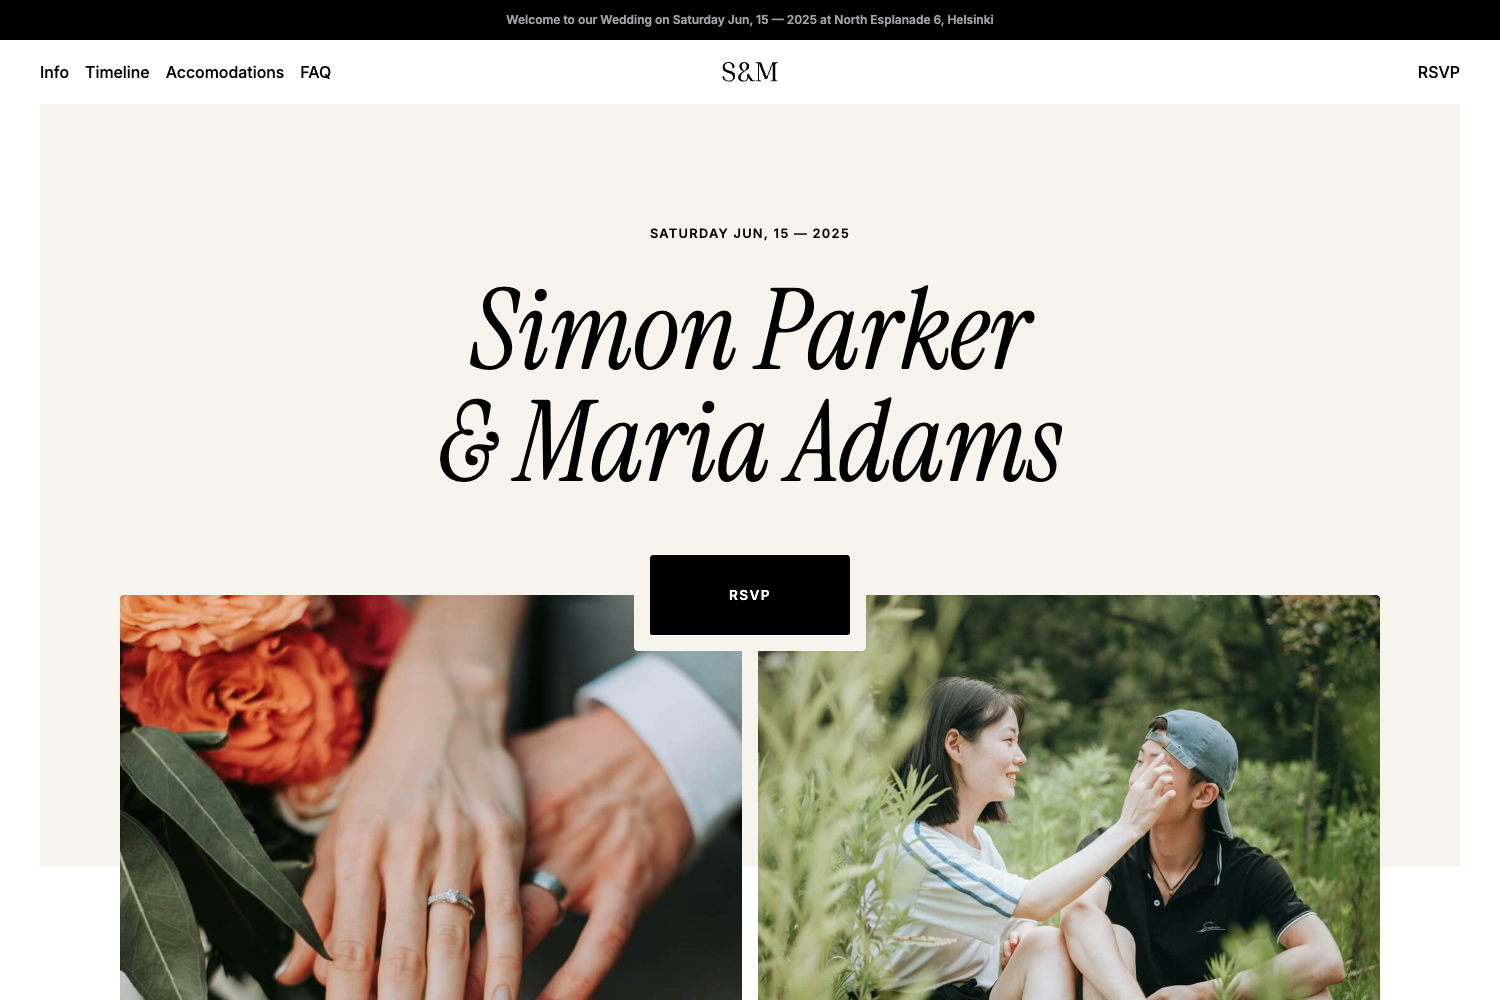 Welcome to our Wedding on Saturday Jun, 15 — 2025 at North Esplanade 6, Helsinki
Info Timeline Accomodations FAQ
S&M
RSVP
SATURDAY JUN, 15 — 2025
Simon Parker
& Maria Adams
RSVP